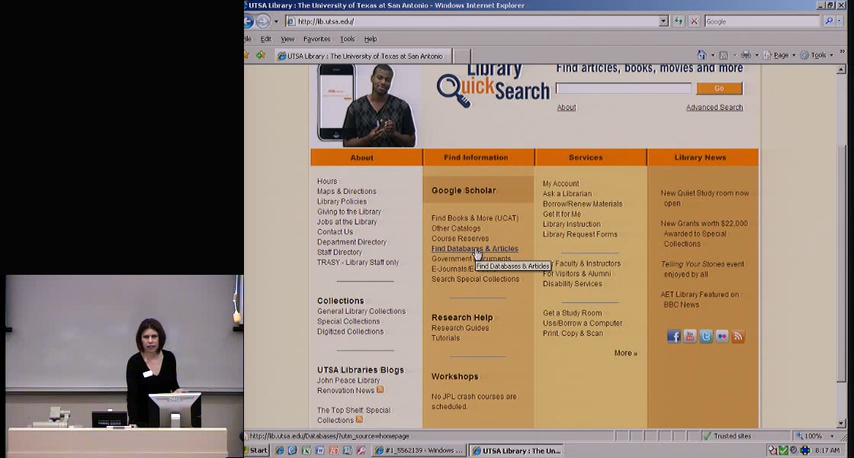 UTSA Library : The University of Texas at San Antonio - Windows Internet Explorer
http://lib.utsa.edu/
Google
Edit View Favorites Tools Help
UTSA Library : The University of Texas at San Antonio
Page Tools
Library QuickSearch
Find articles, books, movies and more
Go
About
Advanced Search
About
Find Information
Services
Library News
Hours
Maps & Directions
Library Policies
Giving to the Library
Jobs at the Library
Contact Us
Department Directory
Staff Directory
TRASY - Library Staff only
Collections
General Library Collections
Special Collections
Digitized Collections
UTSA Libraries Blogs
John Peace Library
Renovation News
The Top Shelf: Special
Collections
Google Scholar
Find Books & More (UCAT)
Other Catalogs
Course Reserves
Find Databases & Articles
Government
Find Databases & Articles
Search Special Collections
Research Help
Research Guides
Tutorials
Workshops
No JPL crash courses are
scheduled.
My Account
Ask a Librarian
Borrow/Renew Materials
Get It for Me
Library Instruction
Library Request Forms
Faculty & Instructors
For Visitors & Alumni
Disability Services
Get a Study Room
Use/Borrow a Computer
Print, Copy & Scan
More »
New Quiet Study room now
open
New Grants worth $22,000
Awarded to Special
Collections
Telling Your Stories event
enjoyed by all
AET Library Featured on
BBC News
http://lib.utsa.edu/Databases/?utm_source=homepage
Trusted sites
100%
Start
#1_5562139 - Windows ...
UTSA Library : The Un...
8:17 AM